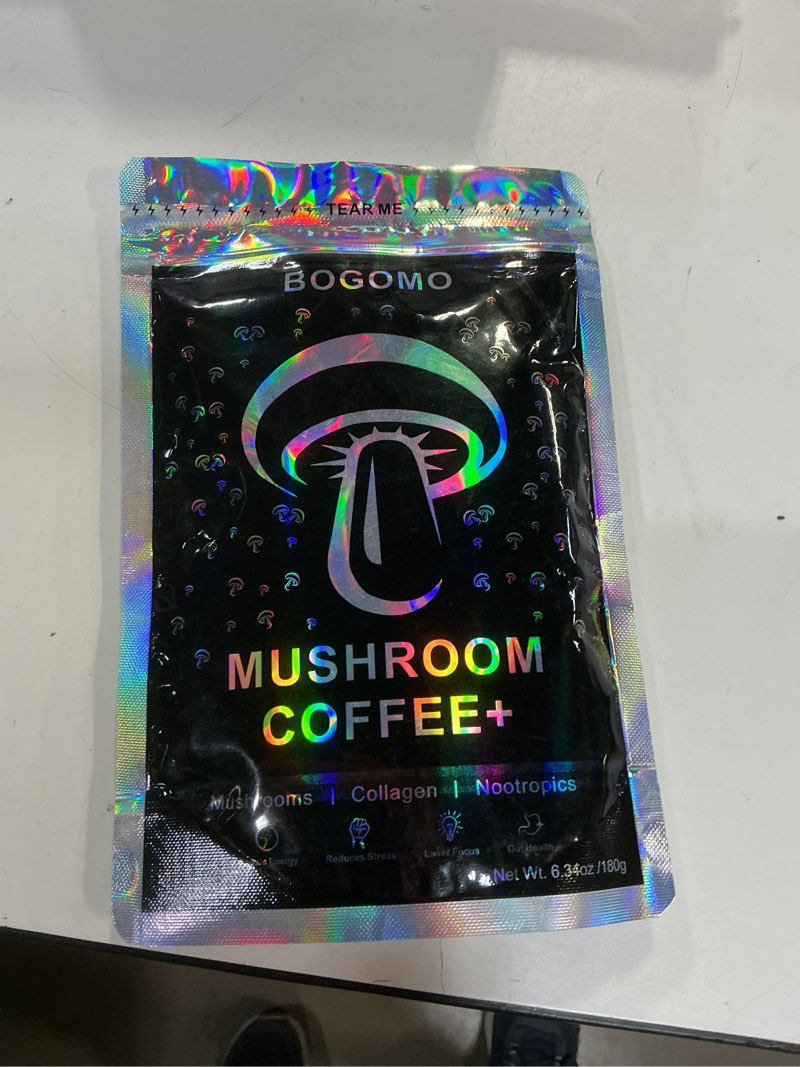 TEAR ME
BOGOMO
MUSHROOM
COFFEE+
Mushrooms | Collagen | Nootropics
Energy Reduces Stress Laser Focus Gut Health
Net Wt. 6.34oz /180g